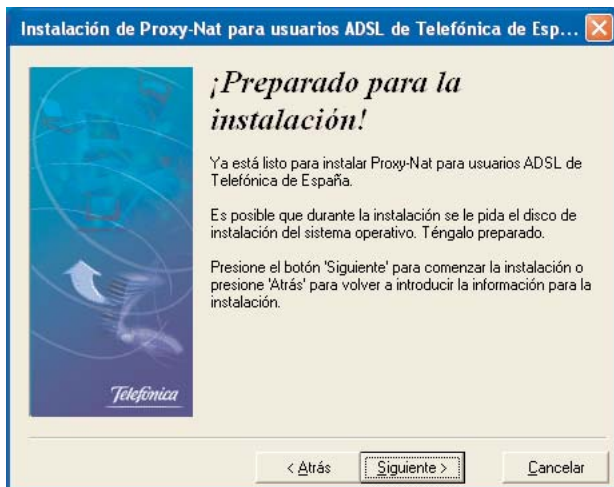 Instalación de Proxy-Nat para usuarios ADSL de Telefónica de Esp...
¡Preparado para la
instalación!
Ya está listo para instalar Proxy-Nat para usuarios ADSL de
Telefónica de España.
Es posible que durante la instalación se le pida el disco de
instalación del sistema operativo. Téngalo preparado.
Presione el botón 'Siguiente' para comenzar la instalación o
presione 'Atrás' para volver a introducir la información para la
instalación.
Telefónica
< Atrás
Siguiente >
Cancelar